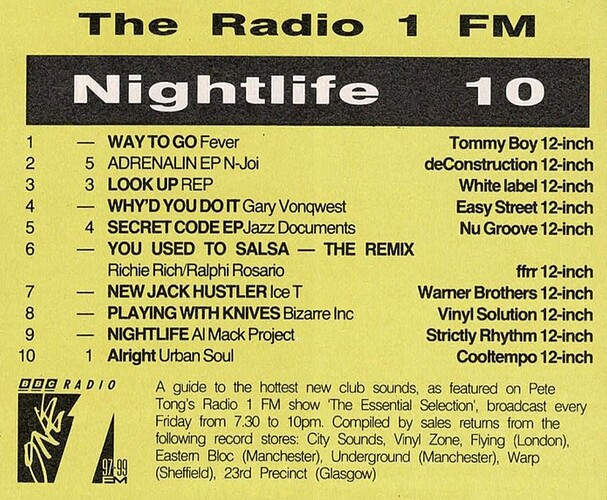 The Radio 1 FM
Nightlife 10
1 — WAY TO GO Fever Tommy Boy 12-inch
2 5 ADRENALIN EP N-Joi deConstruction 12-inch
3 3 LOOK UP REP White label 12-inch
4 — WHY'D YOU DO IT Gary Vonqwest Easy Street 12-inch
5 4 SECRET CODE EP Jazz Documents Nu Groove 12-inch
6 — YOU USED TO SALSA — THE REMIX
Richie Rich/Ralphi Rosario ffrr 12-inch
7 — NEW JACK HUSTLER Ice T Warner Brothers 12-inch
8 — PLAYING WITH KNIVES Bizarre Inc Vinyl Solution 12-inch
9 — NIGHTLIFE Al Mack Project Strictly Rhythm 12-inch
10 1 Alright Urban Soul Cooltempo 12-inch
BBC RADIO
ONE
1
97-99
FM
A guide to the hottest new club sounds, as featured on Pete
Tong's Radio 1 FM show 'The Essential Selection', broadcast every
Friday from 7.30 to 10pm. Compiled by sales returns from the
following record stores: City Sounds, Vinyl Zone, Flying (London),
Eastern Bloc (Manchester), Underground (Manchester), Warp
(Sheffield), 23rd Precinct (Glasgow)